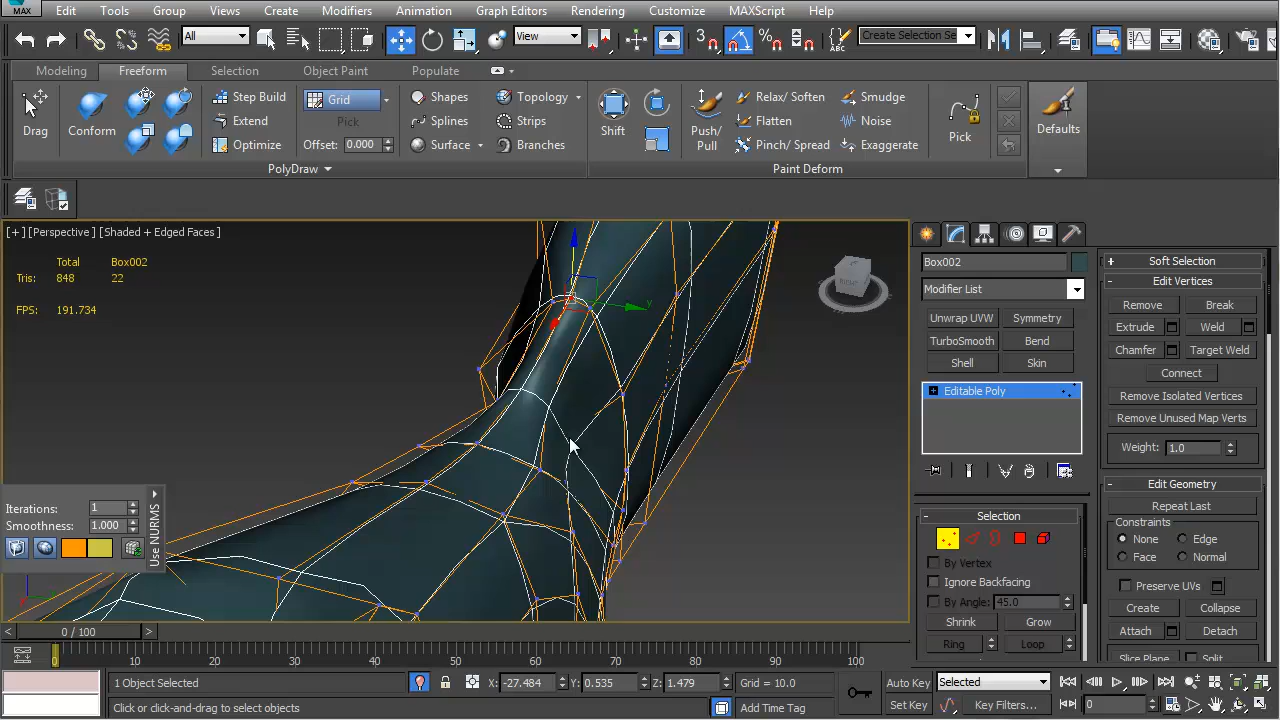 MAX Edit Tools Group Views Create Modifiers Animation Graph Editors Rendering Customize MAXScript Help
All View 3 Create Selection Se
Modeling Freeform Selection Object Paint Populate
Drag Conform Step Build Extend Optimize Grid Pick Offset: 0.000 Shapes Splines Surface Topology Strips Branches Shift Push/ Pull Relax/ Soften Flatten Pinch/ Spread Smudge Noise Exaggerate Pick Defaults
PolyDraw Paint Deform
[+] [Perspective] [Shaded + Edged Faces]
Total Box002
Tris: 848 22
FPS: 191.734
RIGHT
y
Iterations: 1
Smoothness: 1.000
Use NURMS
Box002
Modifier List
Unwrap UVW Symmetry
TurboSmooth Bend
Shell Skin
Editable Poly
Selection
By Vertex
Ignore Backfacing
By Angle: 45.0
Shrink Grow
Ring Loop
Soft Selection
Edit Vertices
Remove Break
Extrude Weld
Chamfer Target Weld
Connect
Remove Isolated Vertices
Remove Unused Map Verts
Weight: 1.0
Edit Geometry
Repeat Last
Constraints
None Edge
Face Normal
Preserve UVs
Create Collapse
Attach Detach
Slice Plane Split
0 / 100
10 20 30 40 50 60 70 80 90 100
1 Object Selected X: -27.484 Y: 0.535 Z: 1.479 Grid = 10.0 Auto Key Selected
Click or click-and-drag to select objects Add Time Tag Set Key Key Filters... 0